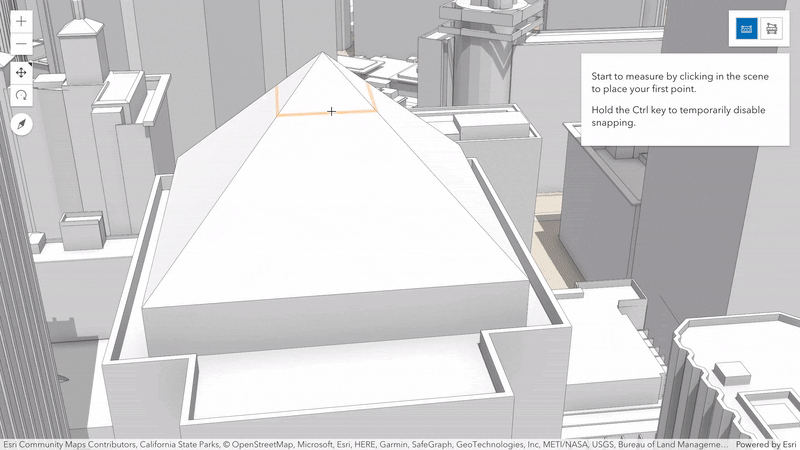 Start to measure by clicking in the scene
to place your first point.
Hold the Ctrl key to temporarily disable
snapping.
Esri Community Maps Contributors, California State Parks, © OpenStreetMap, Microsoft, Esri, HERE, Garmin, SafeGraph, GeoTechnologies, Inc, METI/NASA, USGS, Bureau of Land Manageme... Powered by Esri